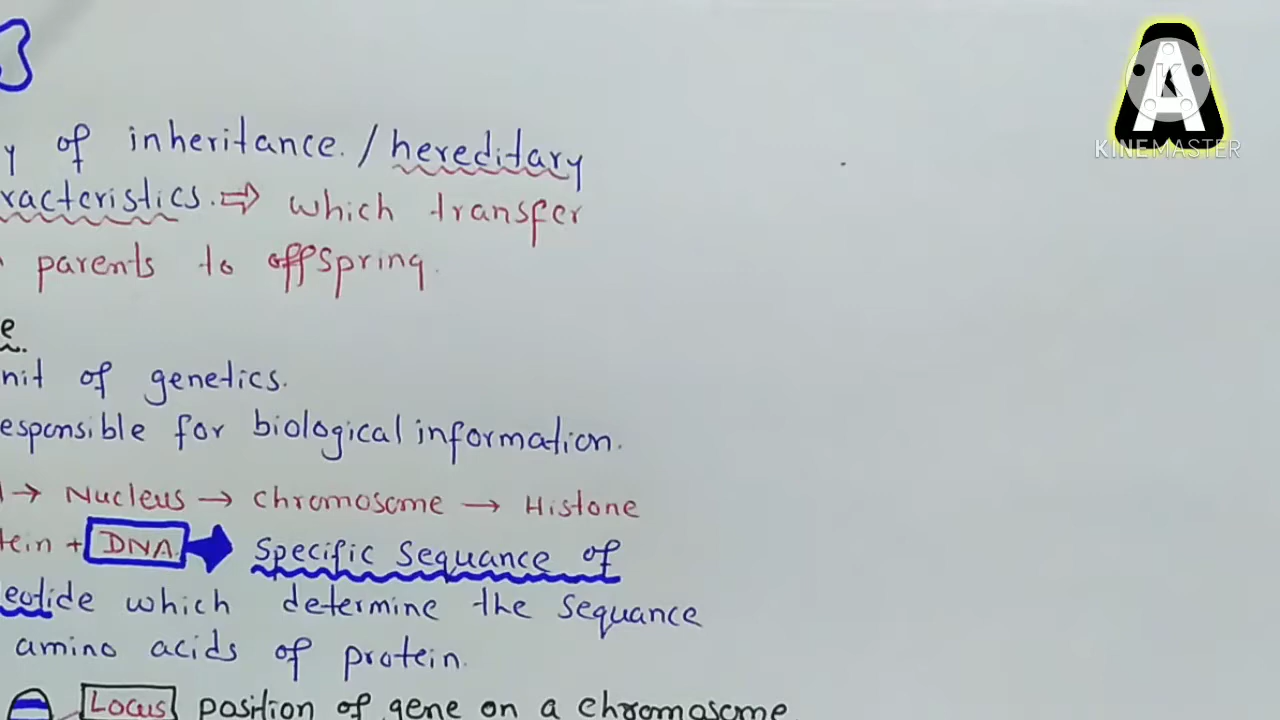 y of inheritance. / hereditary
racteristics. ⇒ which transfer
parents to offspring.
e
nit of genetics.
esponsible for biological information.
l → Nucleus → chromosome → Histone
tein + DNA → specific sequance of
eotide which determine the sequance
amino acids of protein.
Locus position of gene on a chromosome
K
KINEMASTER